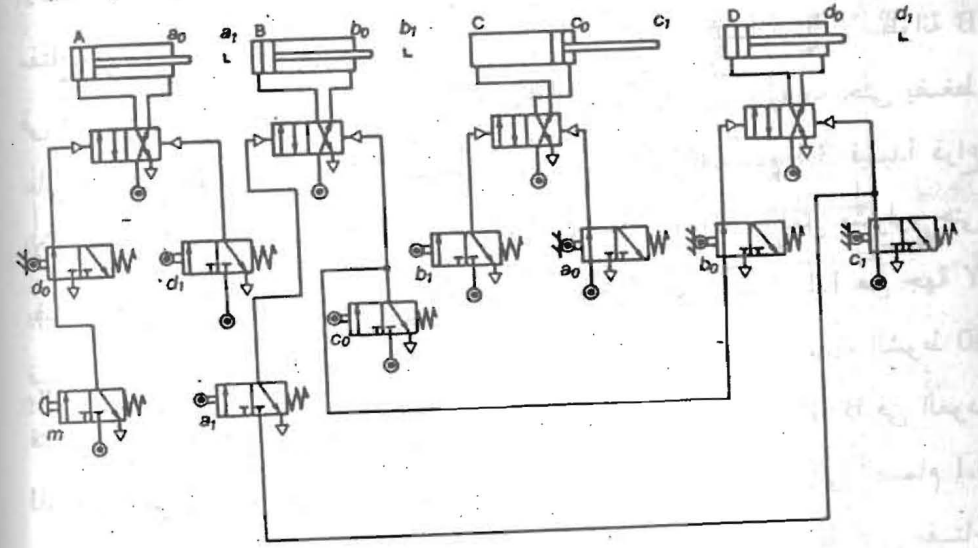 A a₀ a₁ B b₀ b₁ C c₀ c₁ D d₀ d₁
d₀ d₁ b₁ a₀ b₀ c₁
c₀
m a₁